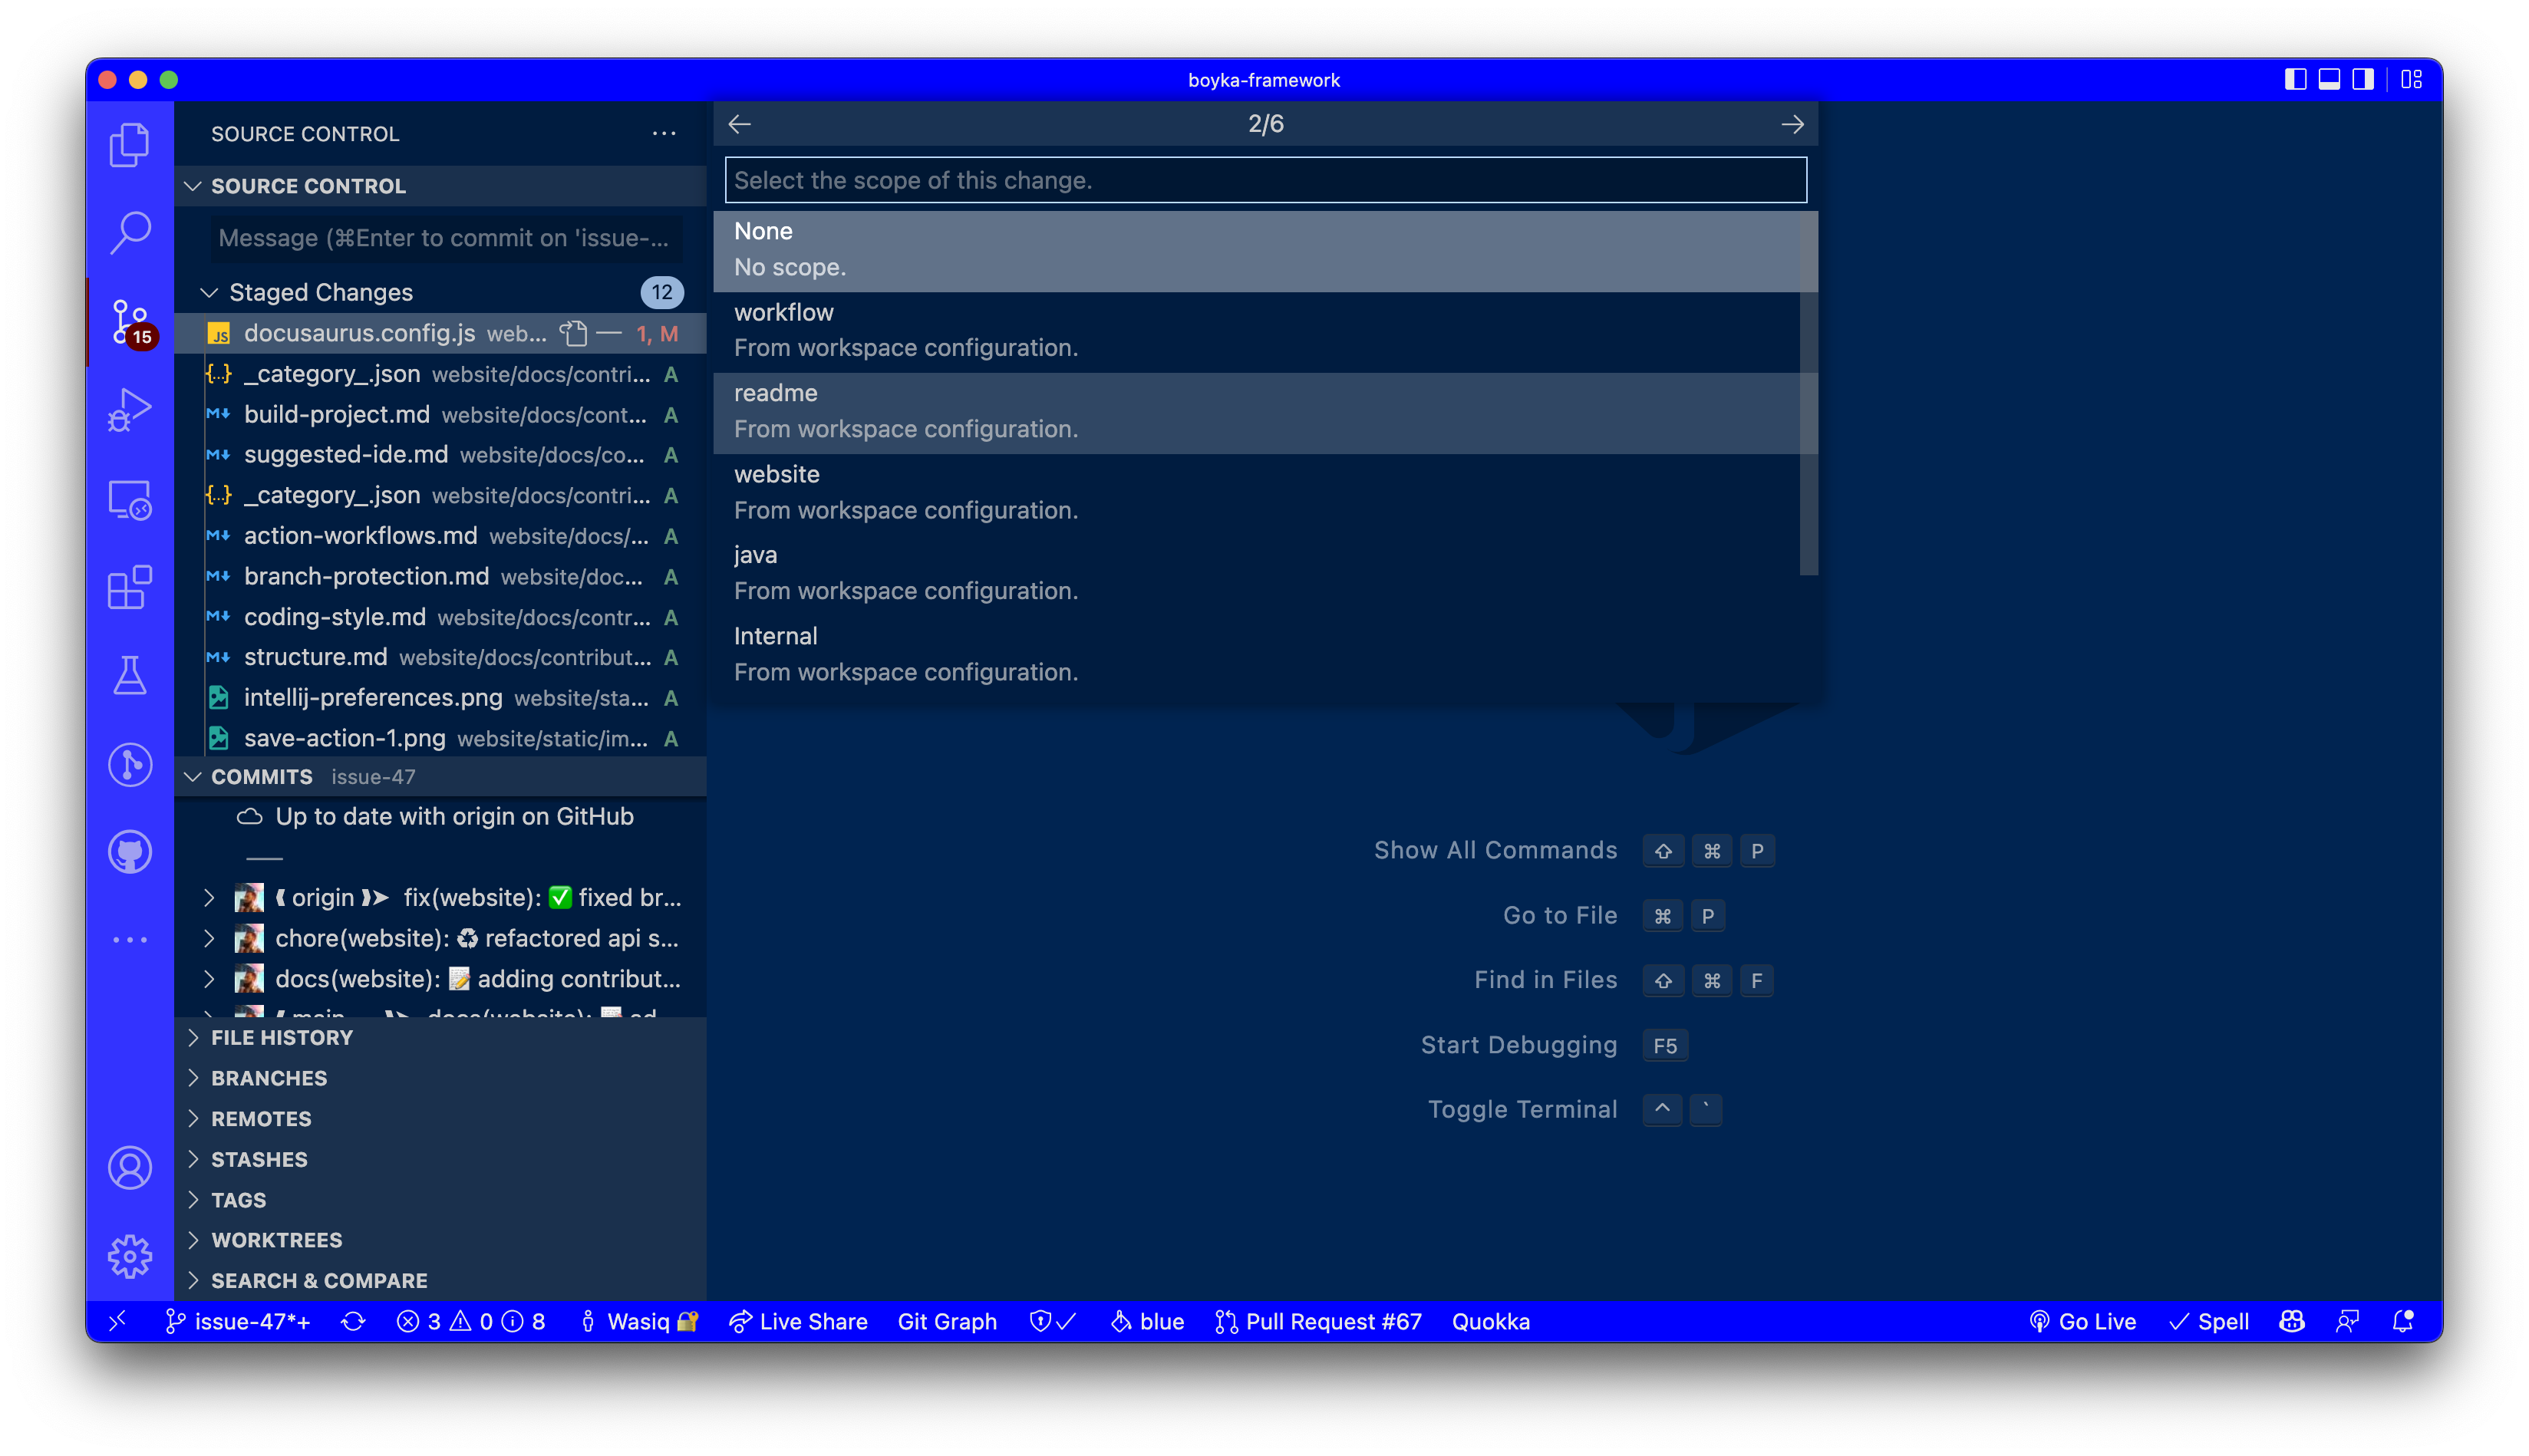 boyka-framework
SOURCE CONTROL
SOURCE CONTROL
Message (⌘Enter to commit on 'issue-...
Staged Changes 12
docusaurus.config.js web... 1, M
_category_.json website/docs/contri... A
build-project.md website/docs/cont... A
suggested-ide.md website/docs/co... A
_category_.json website/docs/contri... A
action-workflows.md website/docs/... A
branch-protection.md website/doc... A
coding-style.md website/docs/contr... A
structure.md website/docs/contribut... A
intellij-preferences.png website/sta... A
save-action-1.png website/static/im... A
15
COMMITS issue-47
Up to date with origin on GitHub
origin fix(website): ✅ fixed br...
chore(website): ♻ refactored api s...
docs(website): 📝 adding contribut...
FILE HISTORY
BRANCHES
REMOTES
STASHES
TAGS
WORKTREES
SEARCH & COMPARE
2/6
Select the scope of this change.
None
No scope.
workflow
From workspace configuration.
readme
From workspace configuration.
website
From workspace configuration.
java
From workspace configuration.
Internal
From workspace configuration.
Show All Commands ⇧ ⌘ P
Go to File ⌘ P
Find in Files ⇧ ⌘ F
Start Debugging F5
Toggle Terminal ^ `
issue-47*+ 3 0 8 Wasiq 🔐 Live Share Git Graph blue Pull Request #67 Quokka Go Live Spell